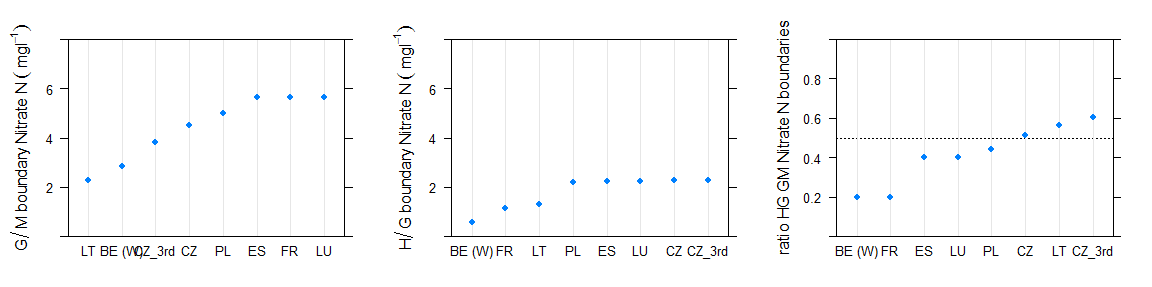 G/M boundary Nitrate N ( mgl⁻¹)
6
4
2
LT BE (W) CZ_3rd CZ PL ES FR LU
H/G boundary Nitrate N ( mgl⁻¹)
6
4
2
BE (W) FR LT PL ES LU CZ CZ_3rd
ratio HG GM Nitrate N boundaries
0.8
0.6
0.4
0.2
BE (W) FR ES LU PL CZ LT CZ_3rd